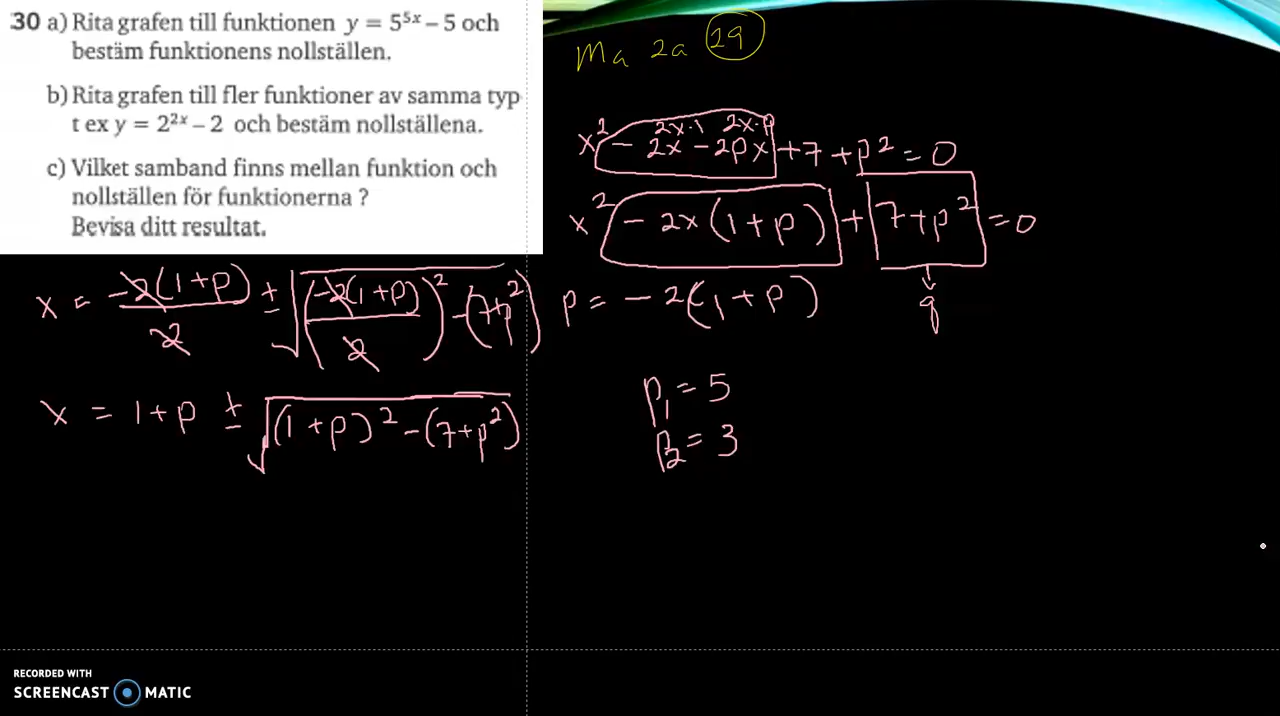 30 a) Rita grafen till funktionen y = 5^{5x} – 5 och
bestäm funktionens nollställen.
b) Rita grafen till fler funktioner av samma typ
t ex y = 2^{2x} – 2 och bestäm nollställena.
c) Vilket samband finns mellan funktion och
nollställen för funktionerna ?
Bevisa ditt resultat.
Ma 2a 29
2x·1 2x·p
x² - 2x - 2px + 7 + p² = 0
x² - 2x(1+p) + 7+p² = 0
q
p = -2(1+p)
x = -2(1+p)/2 ± √((-2(1+p)/2)² - (7+p²))
x = 1+p ± √((1+p)² - (7+p²))
p₁ = 5
p₂ = 3
RECORDED WITH
SCREENCAST MATIC